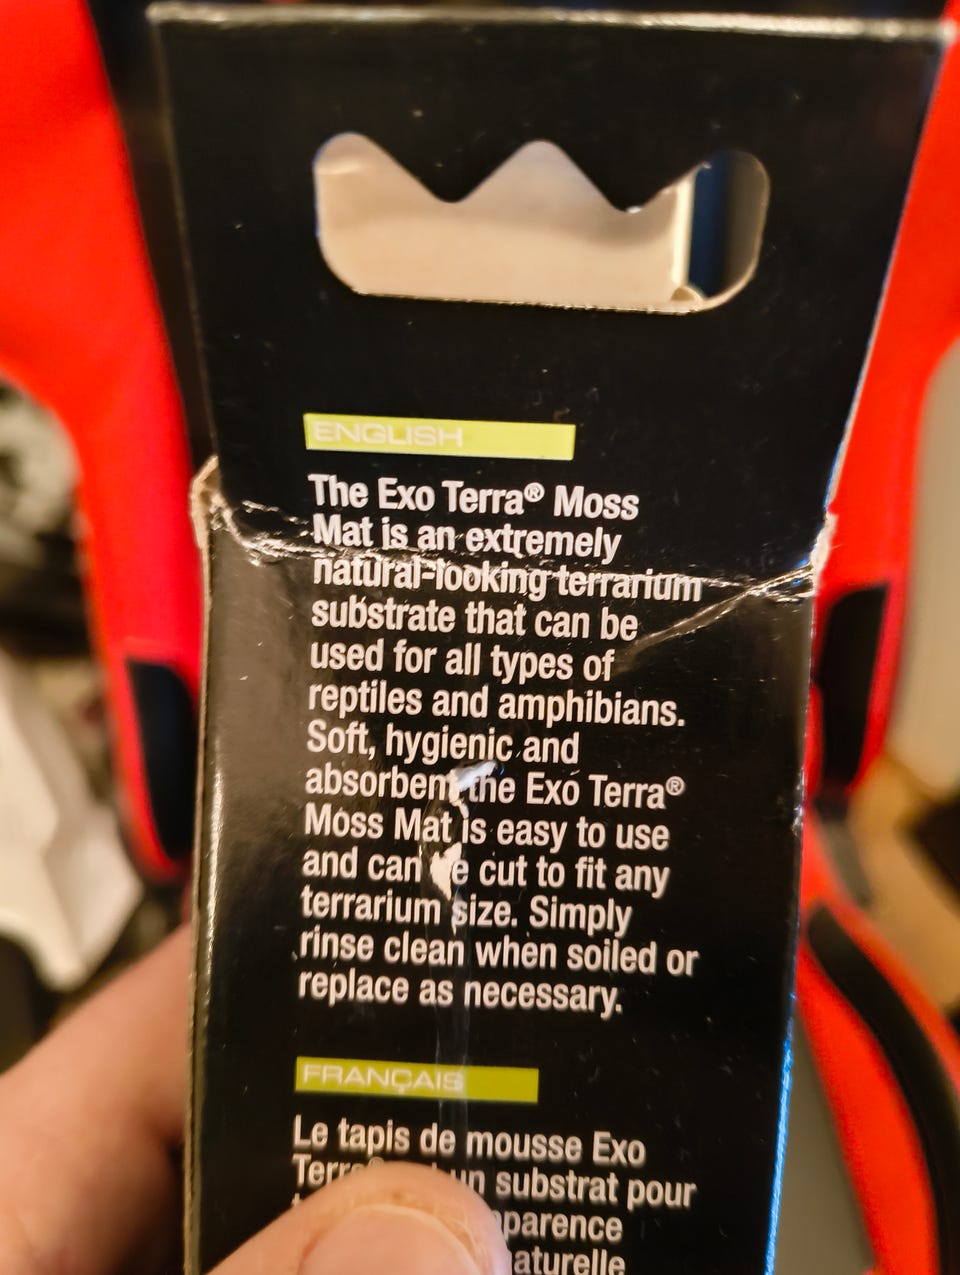 ENGLISH
The Exo Terra® Moss
Mat is an extremely
natural-looking terrarium
substrate that can be
used for all types of
reptiles and amphibians.
Soft, hygienic and
absorbent the Exo Terra®
Moss Mat is easy to use
and can e cut to fit any
terrarium size. Simply
rinse clean when soiled or
replace as necessary.
FRANÇAIS
Le tapis de mousse Exo
Terra® un substrat pour
naturelle